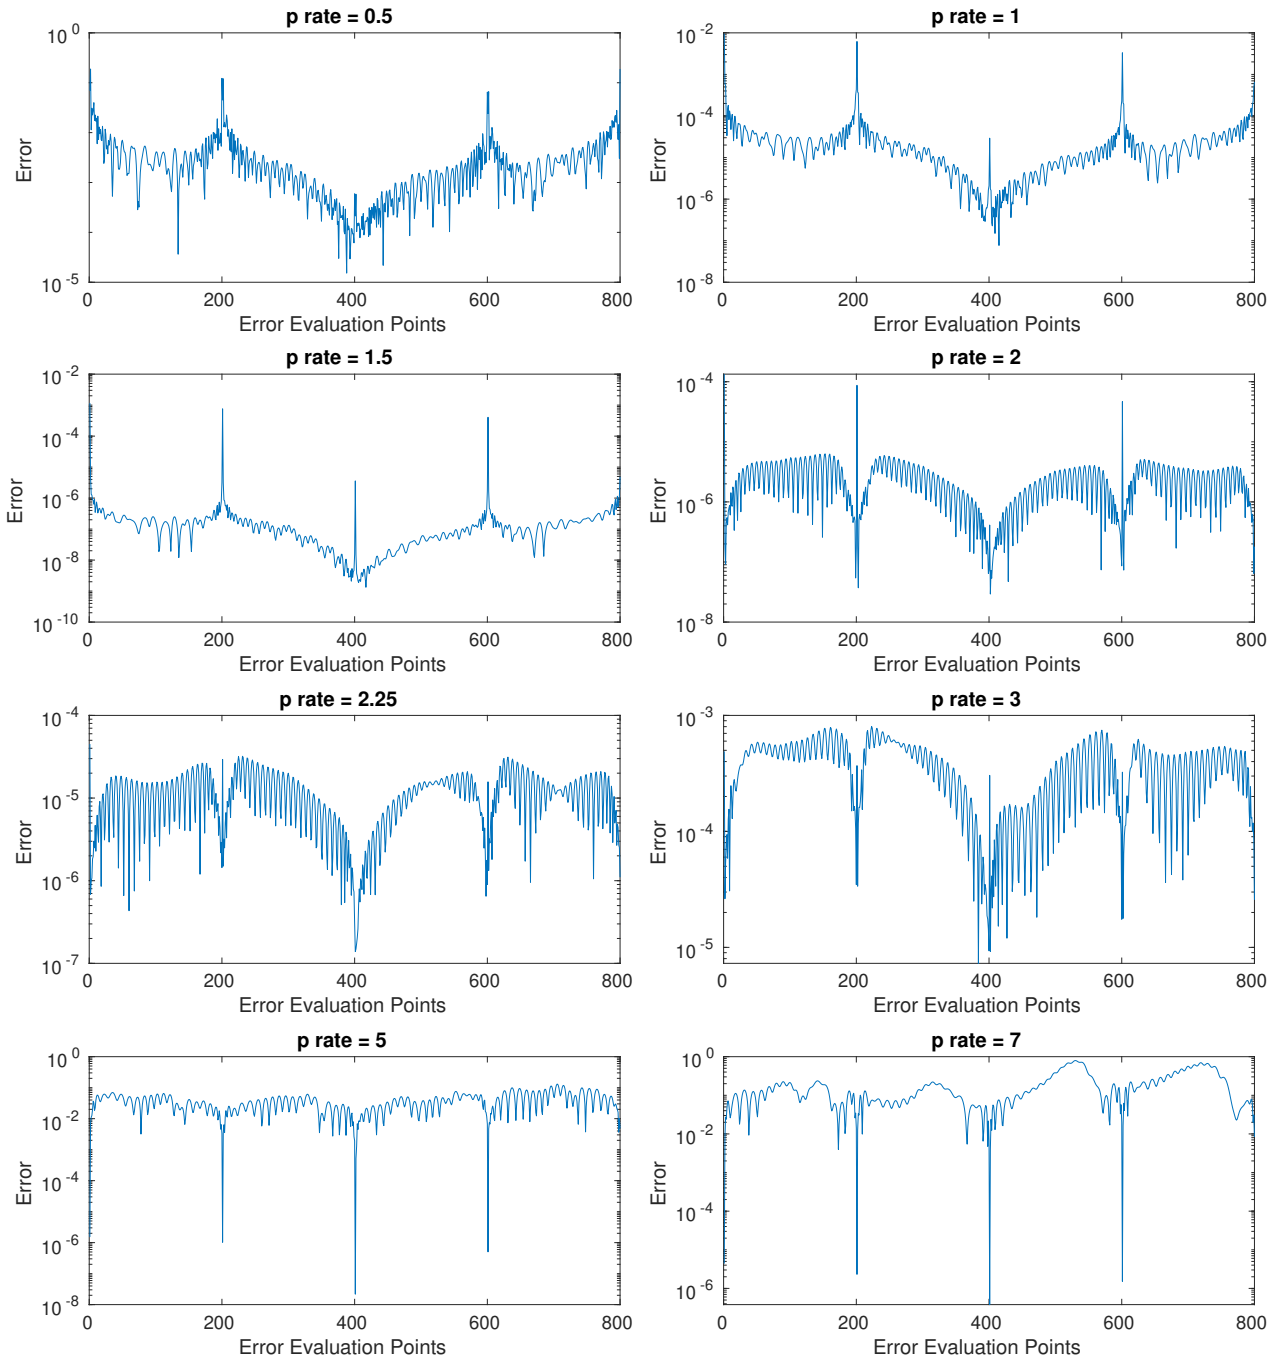 p rate = 0.5
10^0
10^-5
Error
0 200 400 600 800
Error Evaluation Points
p rate = 1
10^-2
10^-4
10^-6
10^-8
Error
0 200 400 600 800
Error Evaluation Points
p rate = 1.5
10^-2
10^-4
10^-6
10^-8
10^-10
Error
0 200 400 600 800
Error Evaluation Points
p rate = 2
10^-4
10^-6
10^-8
Error
0 200 400 600 800
Error Evaluation Points
p rate = 2.25
10^-4
10^-5
10^-6
10^-7
Error
0 200 400 600 800
Error Evaluation Points
p rate = 3
10^-3
10^-4
10^-5
Error
0 200 400 600 800
Error Evaluation Points
p rate = 5
10^0
10^-2
10^-4
10^-6
10^-8
Error
0 200 400 600 800
Error Evaluation Points
p rate = 7
10^0
10^-2
10^-4
10^-6
Error
0 200 400 600 800
Error Evaluation Points